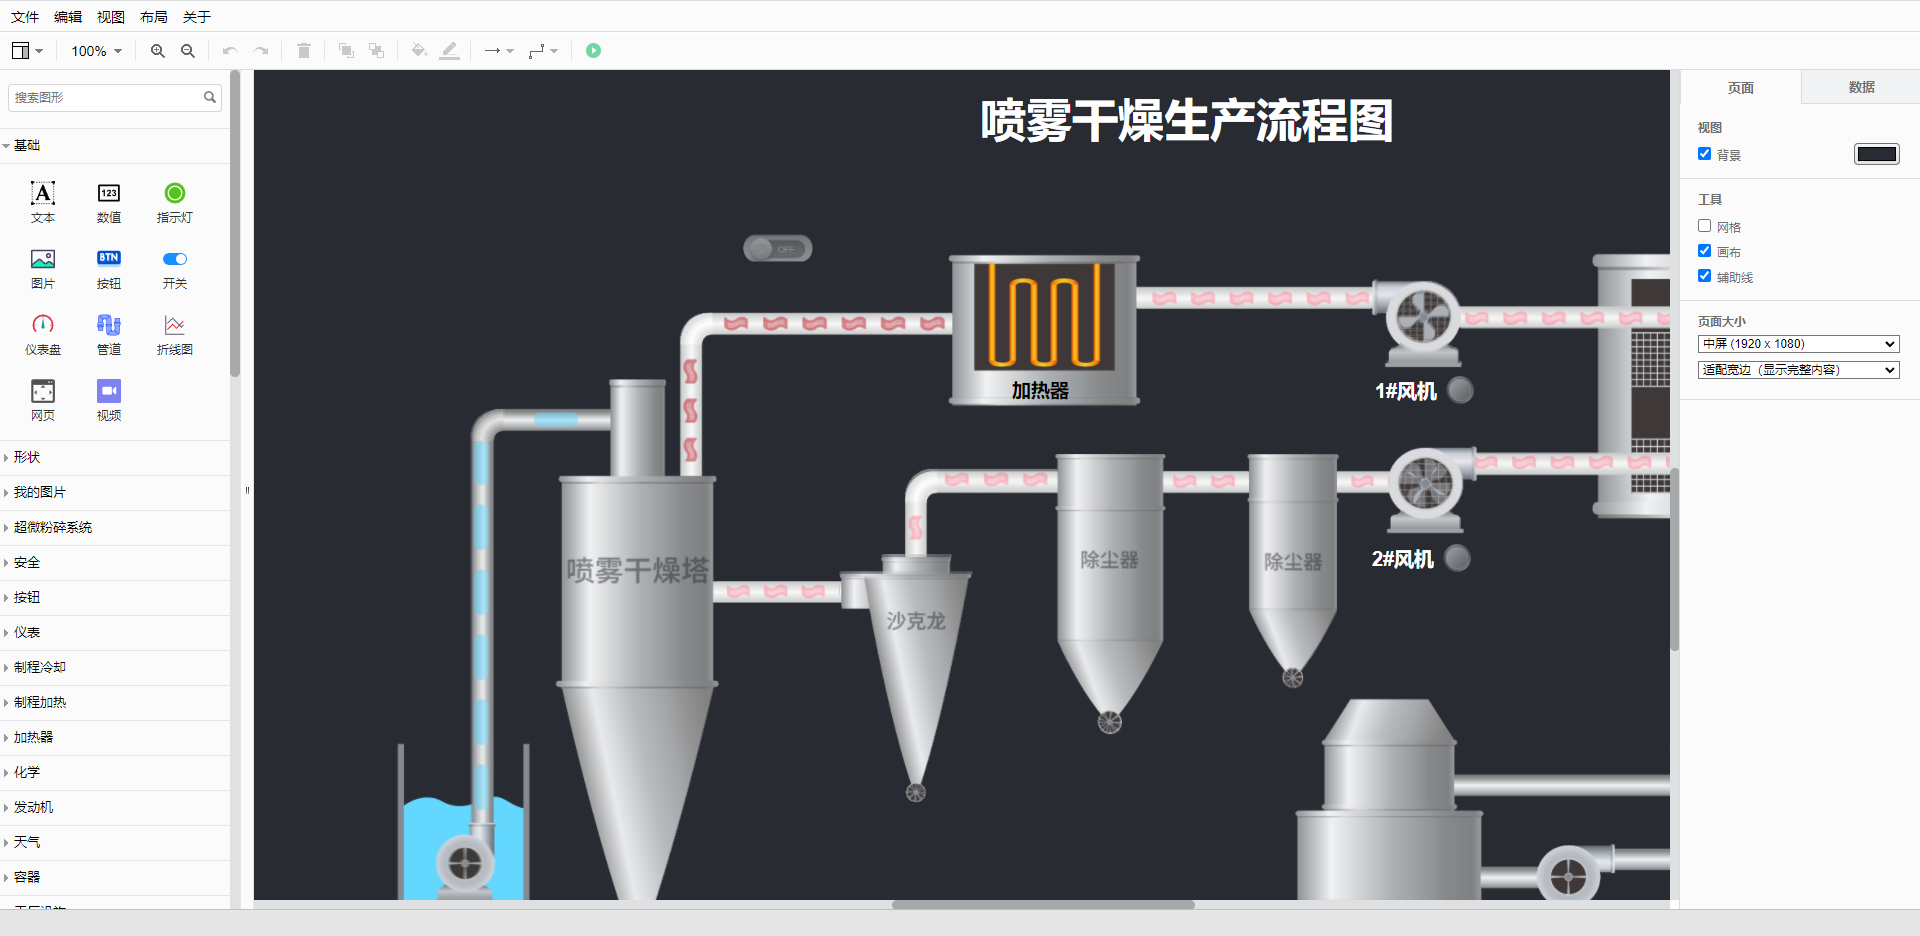 文件 编辑 视图 布局 关于
100%
搜索图形
基础
文本 数值 指示灯
图片 按钮 开关
仪表盘 管道 折线图
网页 视频
形状
我的图片
超微粉碎系统
安全
按钮
仪表
制程冷却
制程加热
加热器
化学
发动机
天气
容器
A
123
BTN
喷雾干燥生产流程图
OFF
加热器
1#风机
2#风机
喷雾干燥塔
沙克龙
除尘器
除尘器
页面 数据
视图
背景
工具
网格
画布
辅助线
页面大小
中屏 (1920 x 1080)
适配宽边（显示完整内容）